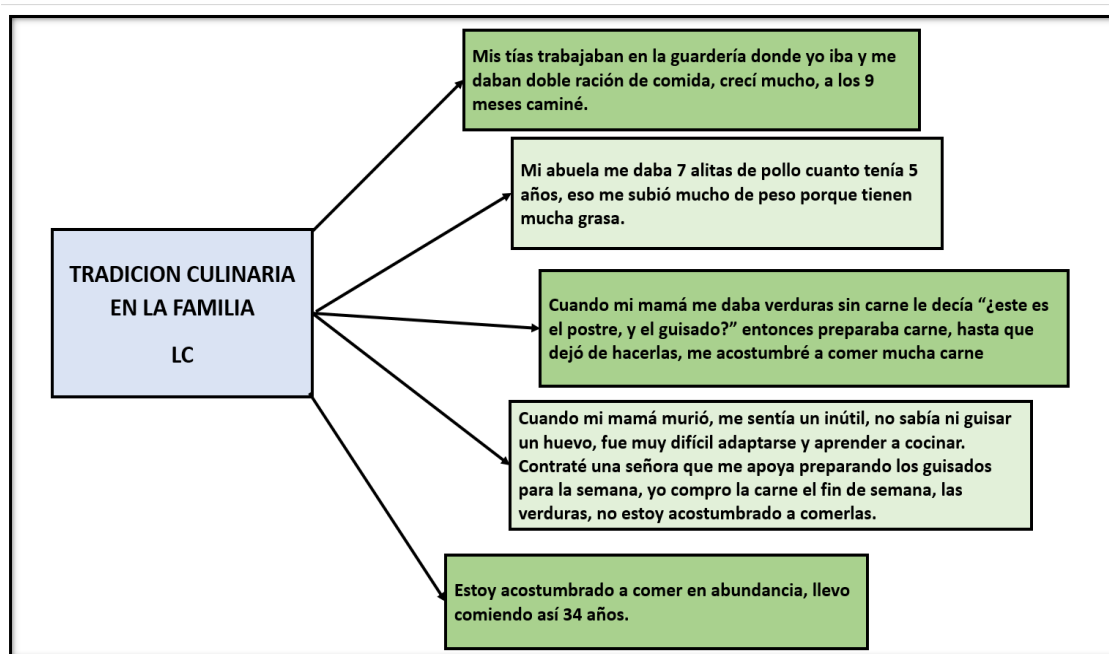 Mis tías trabajaban en la guardería donde yo iba y me
daban doble ración de comida, crecí mucho, a los 9
meses caminé.
Mi abuela me daba 7 alitas de pollo cuanto tenía 5
años, eso me subió mucho de peso porque tienen
mucha grasa.
TRADICION CULINARIA
EN LA FAMILIA
LC
Cuando mi mamá me daba verduras sin carne le decía “¿este es
el postre, y el guisado?” entonces preparaba carne, hasta que
dejó de hacerlas, me acostumbré a comer mucha carne
Cuando mi mamá murió, me sentía un inútil, no sabía ni guisar
un huevo, fue muy difícil adaptarse y aprender a cocinar.
Contraté una señora que me apoya preparando los guisados
para la semana, yo compro la carne el fin de semana, las
verduras, no estoy acostumbrado a comerlas.
Estoy acostumbrado a comer en abundancia, llevo
comiendo así 34 años.